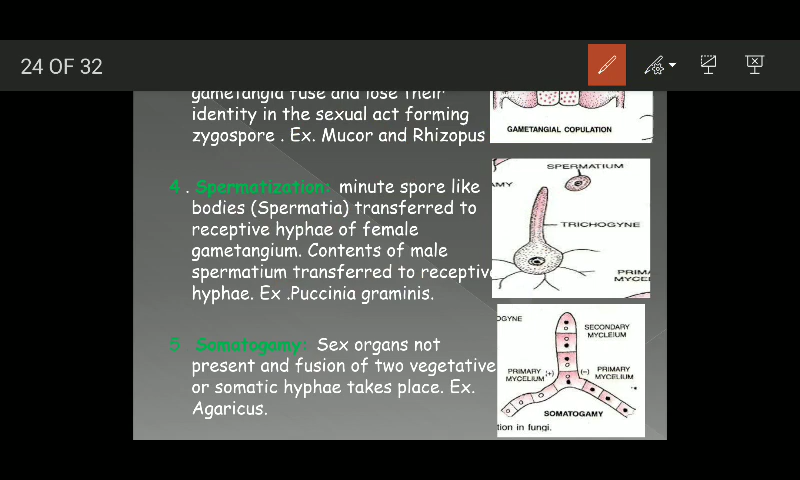 24 OF 32
gametangia fuse and lose their
identity in the sexual act forming
zygospore . Ex. Mucor and Rhizopus
GAMETANGIAL COPULATION
4 . Spermatization: minute spore like
bodies (Spermatia) transferred to
receptive hyphae of female
gametangium. Contents of male
spermatium transferred to receptive
hyphae. Ex .Puccinia graminis.
AMY
SPERMATIUM
TRICHOGYNE
PRIMA
MYCEL
5 Somatogamy: Sex organs not
present and fusion of two vegetative
or somatic hyphae takes place. Ex.
Agaricus.
OGYNE
SECONDARY
MYCLEIUM
PRIMARY
MYCELIUM
(+)
(−)
PRIMARY
MYCELIUM
SOMATOGAMY
tion in fungi.